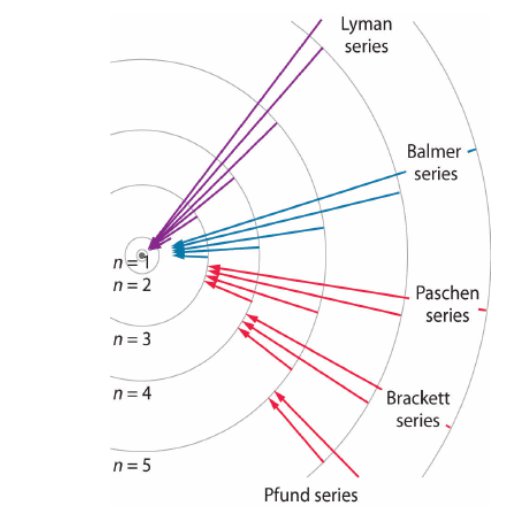 Lyman
series
Balmer
series
n = 1
n = 2
Paschen
series
n = 3
n = 4
Brackett
series
n = 5
Pfund series